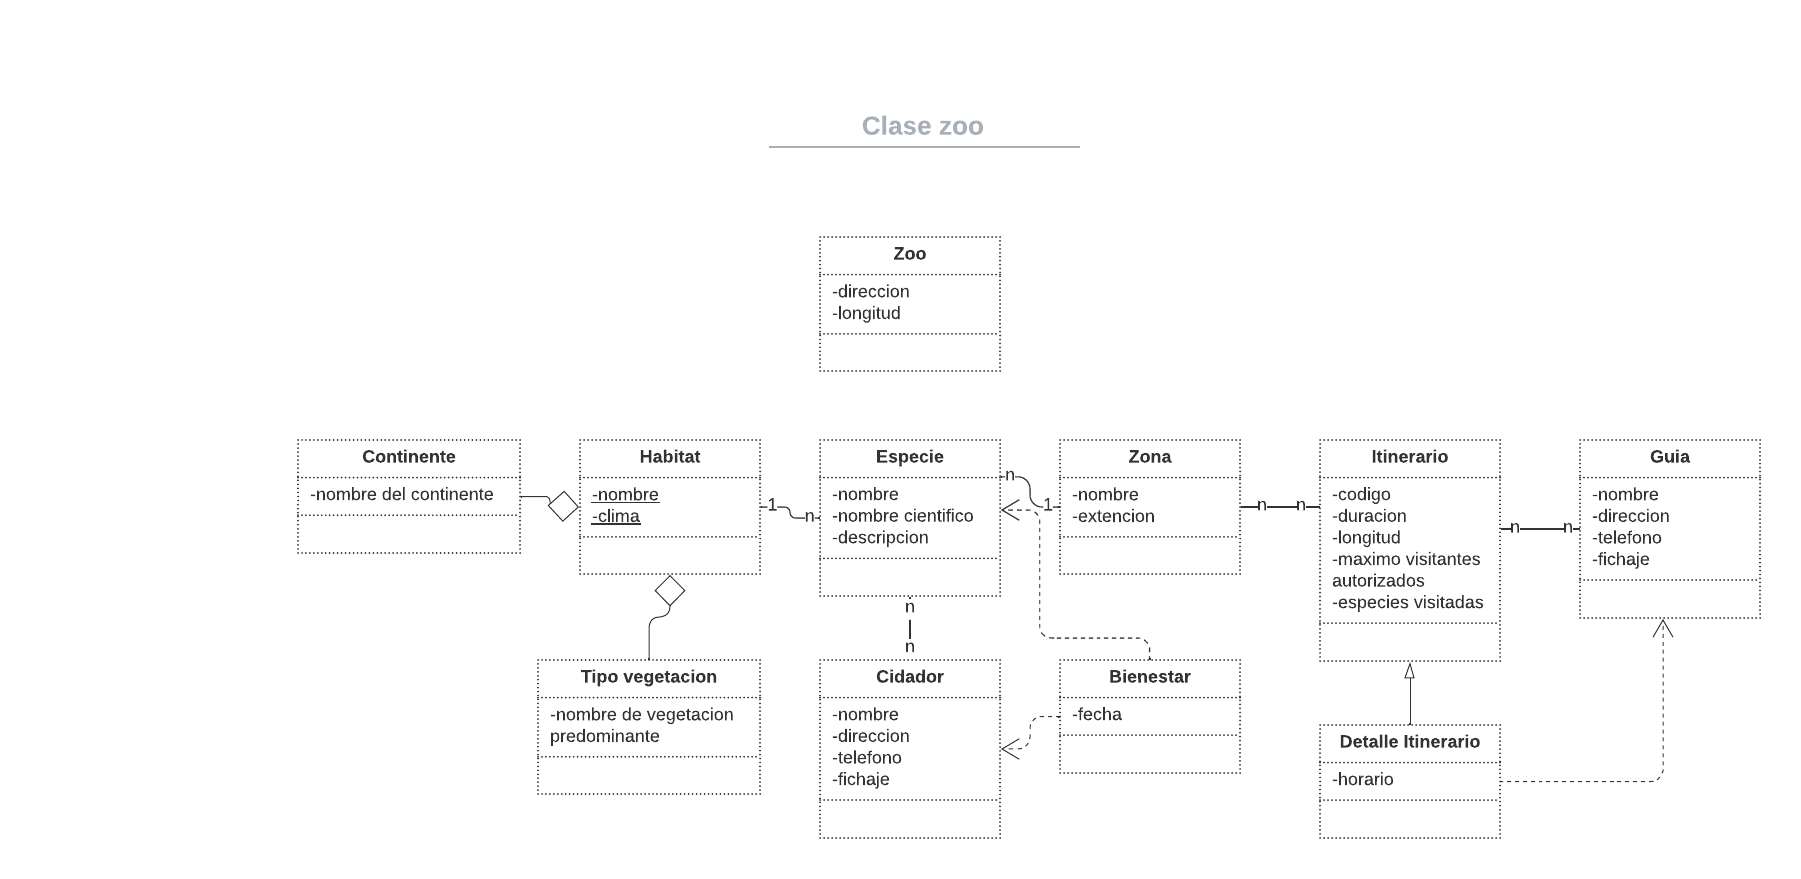 Clase zoo
Zoo
-direccion
-longitud
Continente
-nombre del continente
Habitat
-nombre
-clima
1
n
Especie
-nombre
-nombre cientifico
-descripcion
n
1
Zona
-nombre
-extencion
n
n
Itinerario
-codigo
-duracion
-longitud
-maximo visitantes
autorizados
-especies visitadas
n
n
Guia
-nombre
-direccion
-telefono
-fichaje
n
n
Tipo vegetacion
-nombre de vegetacion
predominante
Cidador
-nombre
-direccion
-telefono
-fichaje
Bienestar
-fecha
Detalle Itinerario
-horario